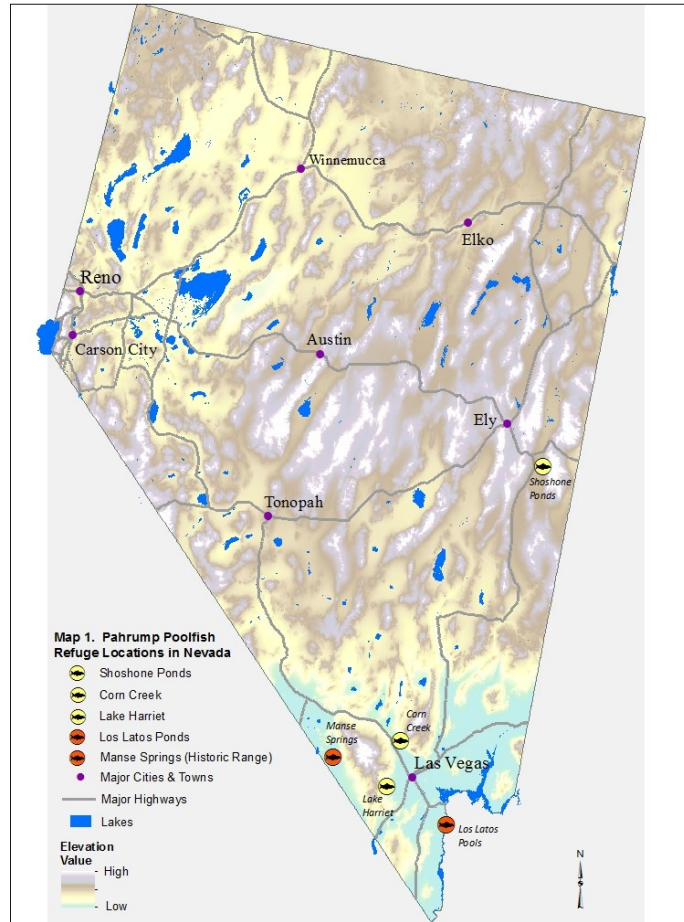 Winnemucca
Elko
Reno
Carson City
Austin
Ely
Shoshone
Ponds
Tonopah
Map 1. Pahrump Poolfish
Refuge Locations in Nevada
Shoshone Ponds
Corn Creek
Lake Harriet
Los Latos Ponds
Manse Springs (Historic Range)
Major Cities & Towns
Major Highways
Lakes
Elevation
Value
High
Low
Manse
Springs
Corn
Creek
Las Vegas
Lake
Harriet
Los Latos
Pools
N